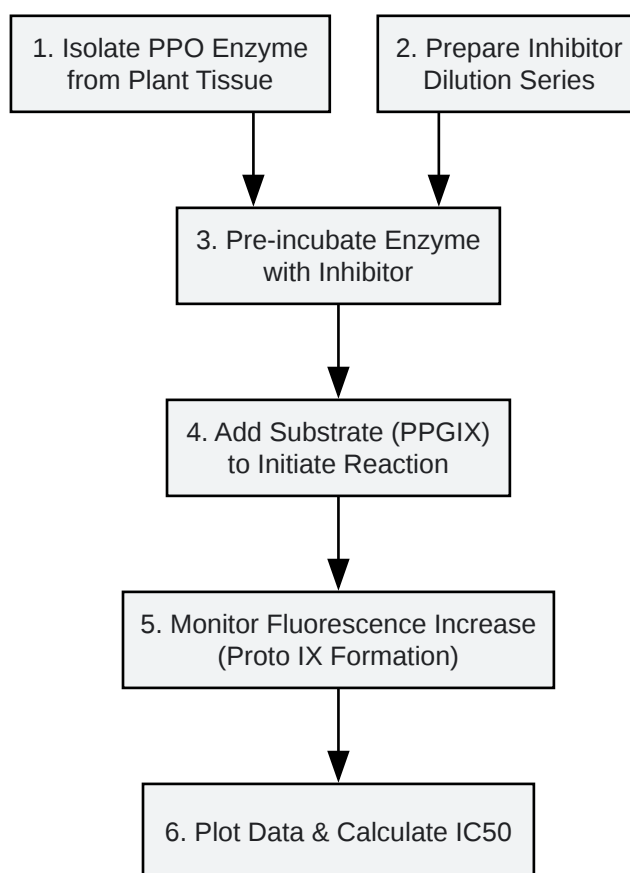 1. Isolate PPO Enzyme
from Plant Tissue
2. Prepare Inhibitor
Dilution Series
3. Pre-incubate Enzyme
with Inhibitor
4. Add Substrate (PPGIX)
to Initiate Reaction
5. Monitor Fluorescence Increase
(Proto IX Formation)
6. Plot Data & Calculate IC50